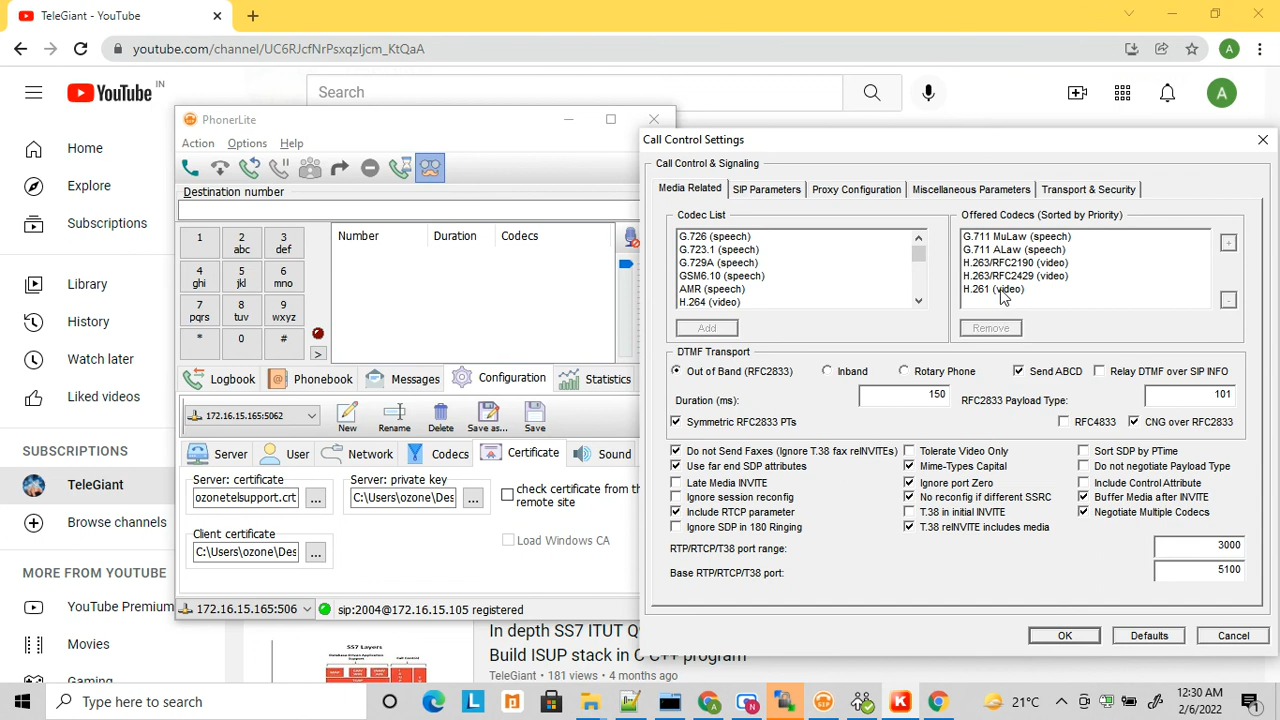 TeleGiant - YouTube
youtube.com/channel/UC6RJcfNrPsxqzljcm_KtQaA
A
YouTube IN
Search
A
Home
Explore
Subscriptions
Library
History
Watch later
Liked videos
SUBSCRIPTIONS
TeleGiant
Browse channels
MORE FROM YOUTUBE
YouTube Premium
Movies
PhonerLite
Action Options Help
Destination number
1 2 abc 3 def
4 ghi 5 jkl 6 mno
7 pqrs 8 tuv 9 wxyz
* 0 #
>
Number Duration Codecs
Logbook Phonebook Messages Configuration Statistics
172.16.15.165:5062 New Rename Delete Save as... Save
Server User Network Codecs Certificate Sound
Server: certificate Server: private key
ozonetelsupport.crt ... C:\Users\ozone\Des ... check certificate from the
remote site
Client certificate
C:\Users\ozone\Des ... Load Windows CA
172.16.15.165:506 sip:2004@172.16.15.105 registered
SS7 Layers
In depth SS7 ITUT Q
Build ISUP stack in C C++ program
TeleGiant • 181 views • 4 months ago
Call Control Settings
Call Control & Signaling
Media Related SIP Parameters Proxy Configuration Miscellaneous Parameters Transport & Security
Codec List
G.726 (speech)
G.723.1 (speech)
G.729A (speech)
GSM6.10 (speech)
AMR (speech)
H.264 (video)
Add
Offered Codecs (Sorted by Priority)
G.711 MuLaw (speech)
G.711 ALaw (speech)
H.263/RFC2190 (video)
H.263/RFC2429 (video)
H.261 (video)
+
-
Remove
DTMF Transport
Out of Band (RFC2833) Inband Rotary Phone Send ABCD Relay DTMF over SIP INFO
Duration (ms): 150 RFC2833 Payload Type: 101
Symmetric RFC2833 PTs RFC4833 CNG over RFC2833
Do not Send Faxes (Ignore T.38 fax reINVITEs) Tolerate Video Only Sort SDP by PTime
Use far end SDP attributes Mime-Types Capital Do not negotiate Payload Type
Late Media INVITE Ignore port Zero Include Control Attribute
Ignore session reconfig No reconfig if different SSRC Buffer Media after INVITE
Include RTCP parameter T.38 in initial INVITE Negotiate Multiple Codecs
Ignore SDP in 180 Ringing T.38 reINVITE includes media
RTP/RTCP/T38 port range: 3000
Base RTP/RTCP/T38 port: 5100
OK Defaults Cancel
Type here to search
21°C
12:30 AM
2/6/2022